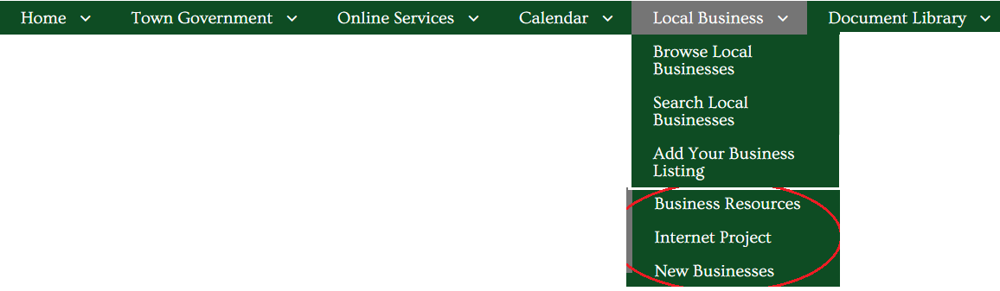 Home Town Government Online Services Calendar Local Business Document Library
Browse Local
Businesses
Search Local
Businesses
Add Your Business
Listing
Business Resources
Internet Project
New Businesses